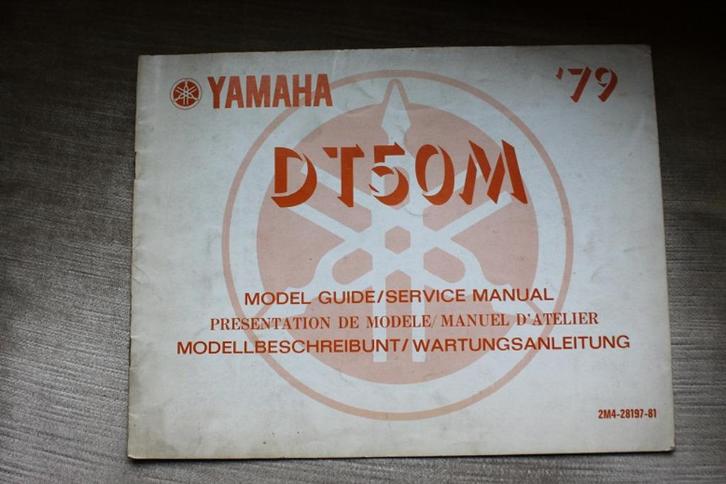 YAMAHA '79
DT50M
MODEL GUIDE/SERVICE MANUAL
PRESENTATION DE MODELE/MANUEL D'ATELIER
MODELLBESCHREIBUNT/WARTUNGSANLEITUNG
2M4-28197-81